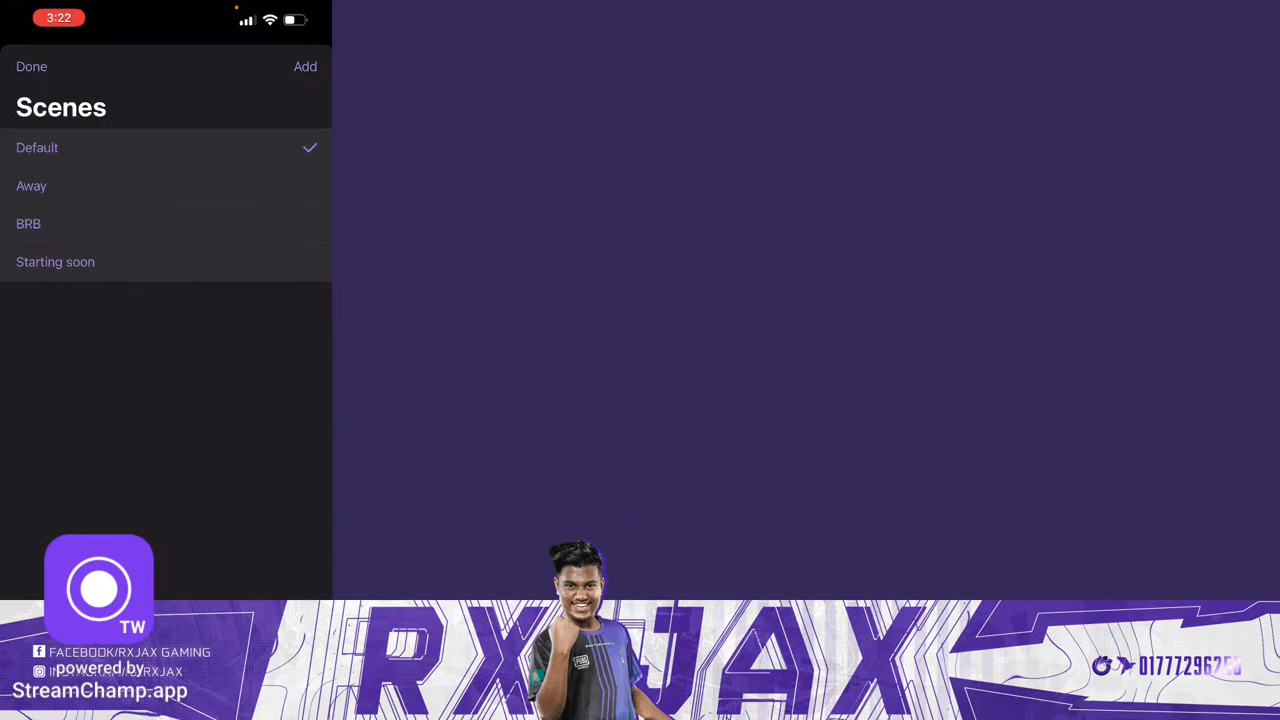 3:22
Done
Add
Scenes
Default
Away
BRB
Starting soon
TW
FACEBOOK/RXJAX GAMING
powered by
StreamChamp.app
RXJAX
PUBG